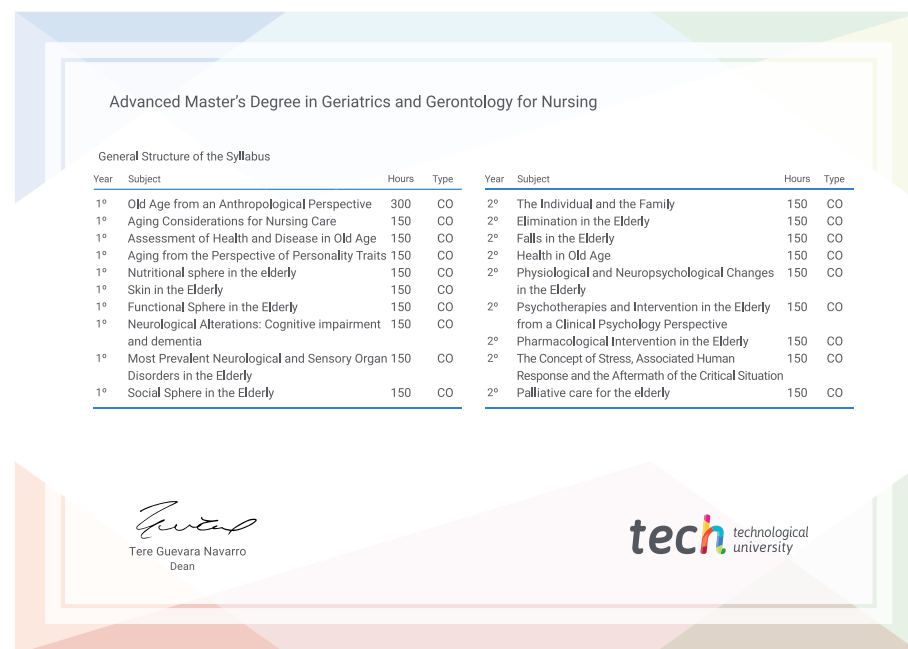 Advanced Master's Degree in Geriatrics and Gerontology for Nursing
General Structure of the Syllabus
Year Subject Hours Type
1º Old Age from an Anthropological Perspective 300 CO
1º Aging Considerations for Nursing Care 150 CO
1º Assessment of Health and Disease in Old Age 150 CO
1º Aging from the Perspective of Personality Traits 150 CO
1º Nutritional sphere in the elderly 150 CO
1º Skin in the Elderly 150 CO
1º Functional Sphere in the Elderly 150 CO
1º Neurological Alterations: Cognitive impairment 150 CO
and dementia
1º Most Prevalent Neurological and Sensory Organ 150 CO
Disorders in the Elderly
1º Social Sphere in the Elderly 150 CO
Year Subject Hours Type
2º The Individual and the Family 150 CO
2º Elimination in the Elderly 150 CO
2º Falls in the Elderly 150 CO
2º Health in Old Age 150 CO
2º Physiological and Neuropsychological Changes 150 CO
in the Elderly
2º Psychotherapies and Intervention in the Elderly 150 CO
from a Clinical Psychology Perspective
2º Pharmacological Intervention in the Elderly 150 CO
2º The Concept of Stress, Associated Human 150 CO
Response and the Aftermath of the Critical Situation
2º Palliative care for the elderly 150 CO
Tere Guevara Navarro
Dean
tech technological
university